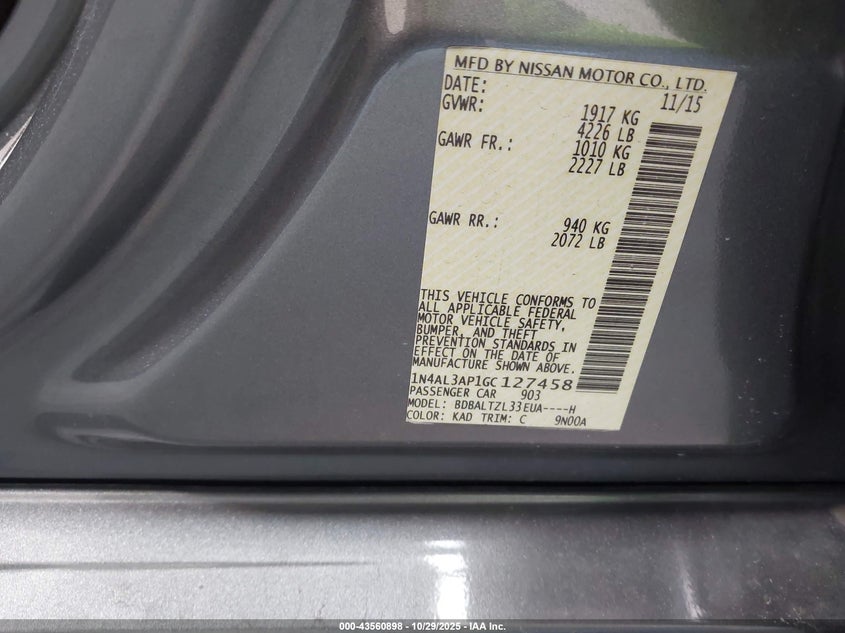 MFD BY NISSAN MOTOR CO., LTD.
DATE: 11/15
GVWR: 1917 KG
4226 LB
GAWR FR.: 1010 KG
2227 LB
GAWR RR.: 940 KG
2072 LB
THIS VEHICLE CONFORMS TO
ALL APPLICABLE FEDERAL
MOTOR VEHICLE SAFETY,
BUMPER, AND THEFT
PREVENTION STANDARDS IN
EFFECT ON THE DATE OF
MANUFACTURE SHOWN ABOVE.
1N4AL3AP1GC127458
PASSENGER CAR 903
MODEL: BDBALTZL33EUA----H
COLOR: KAD TRIM: C 9N00A
000-43560898 - 10/29/2025 - IAA Inc.